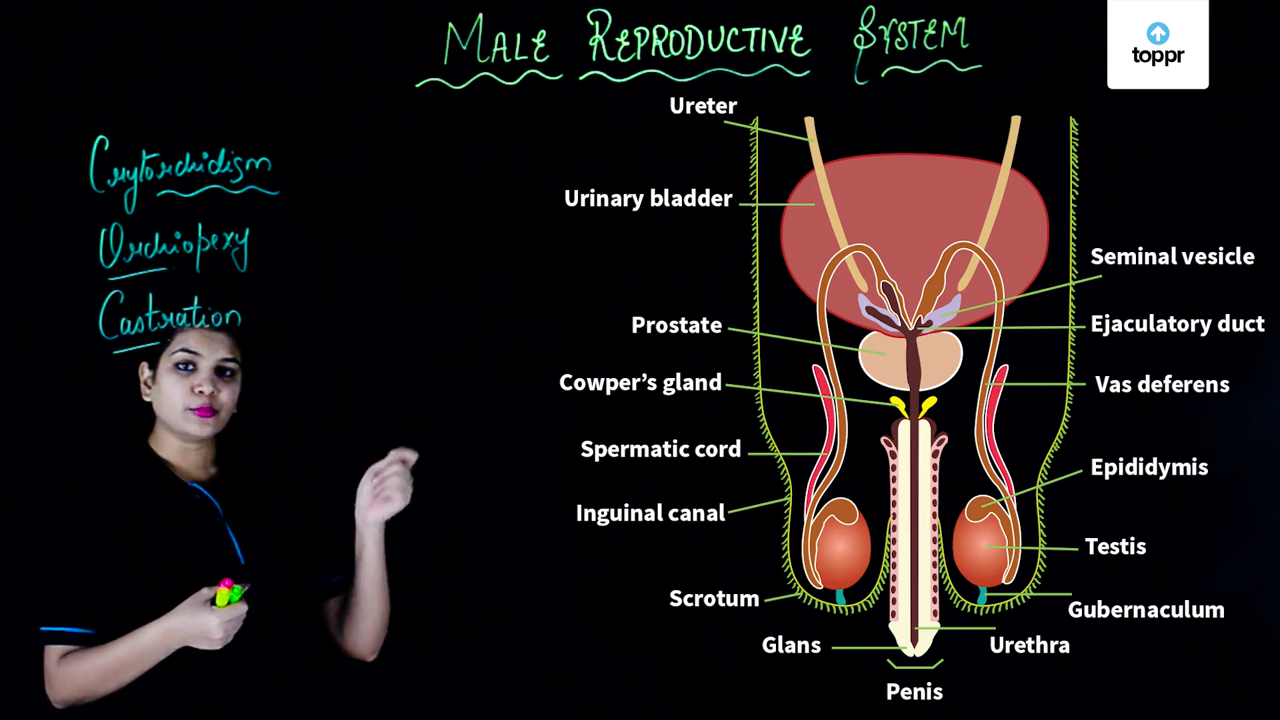 MALE REPRODUCTIVE SYSTEM
toppr
Crytorchidism
Orchiopexy
Castration
Ureter
Urinary bladder
Prostate
Cowper's gland
Spermatic cord
Inguinal canal
Scrotum
Glans
Penis
Seminal vesicle
Ejaculatory duct
Vas deferens
Epididymis
Testis
Gubernaculum
Urethra